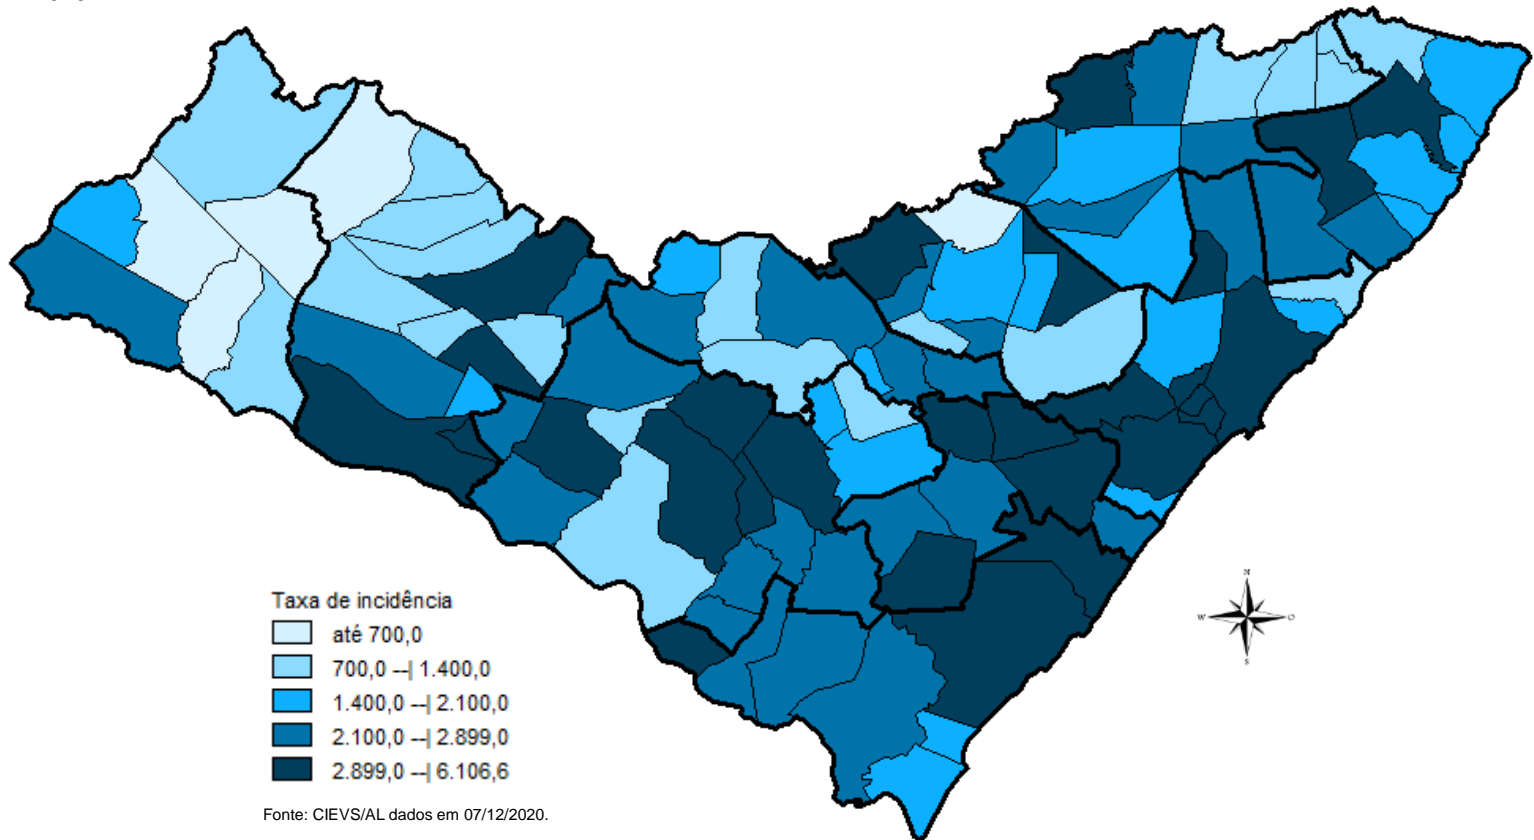 Taxa de incidência
até 700,0
700,0 --| 1.400,0
1.400,0 --| 2.100,0
2.100,0 --| 2.899,0
2.899,0 --| 6.106,6
Fonte: CIEVS/AL dados em 07/12/2020.
N
W
O
S